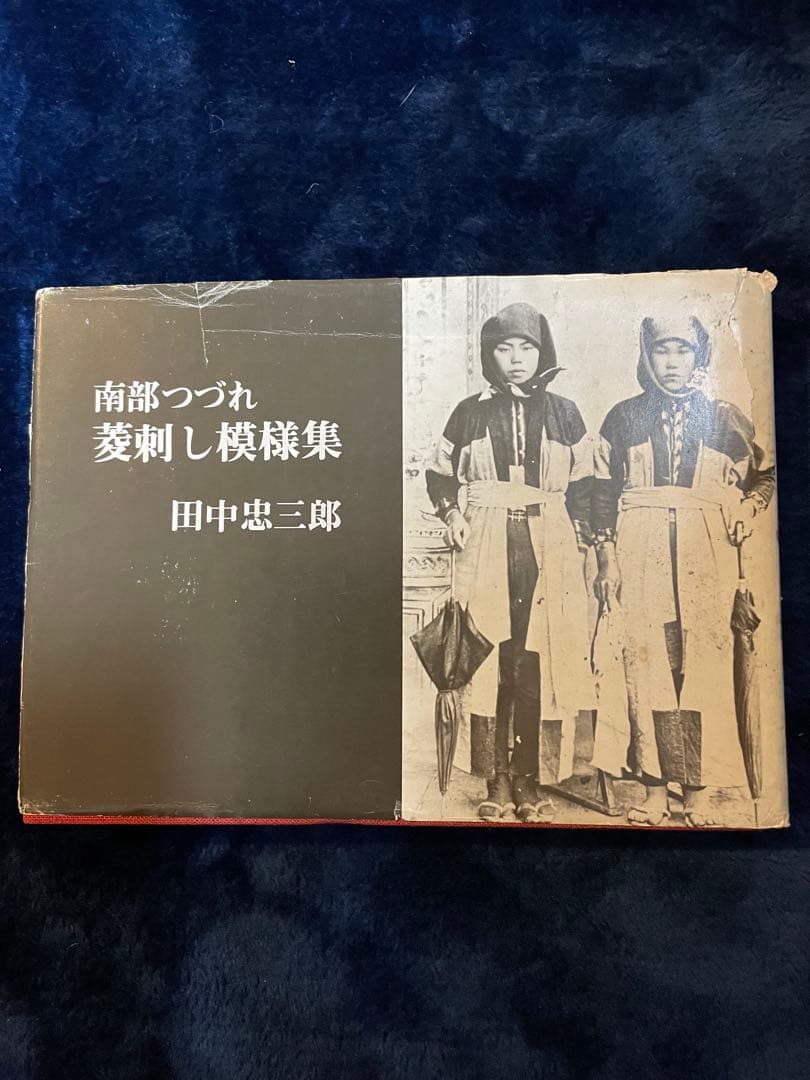 南部つづれ
菱刺し模様集
田中忠三郎